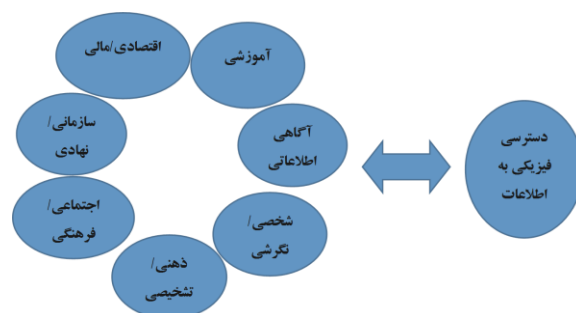 اقتصادی/مالی
آموزشی
آگاهی
اطلاعاتی
شخصی/
نگرشی
ذهنی/
تشخیصی
اجتماعی/
فرهنگی
سازمانی/
نهادی
دسترسی
فیزیکی به
اطلاعات